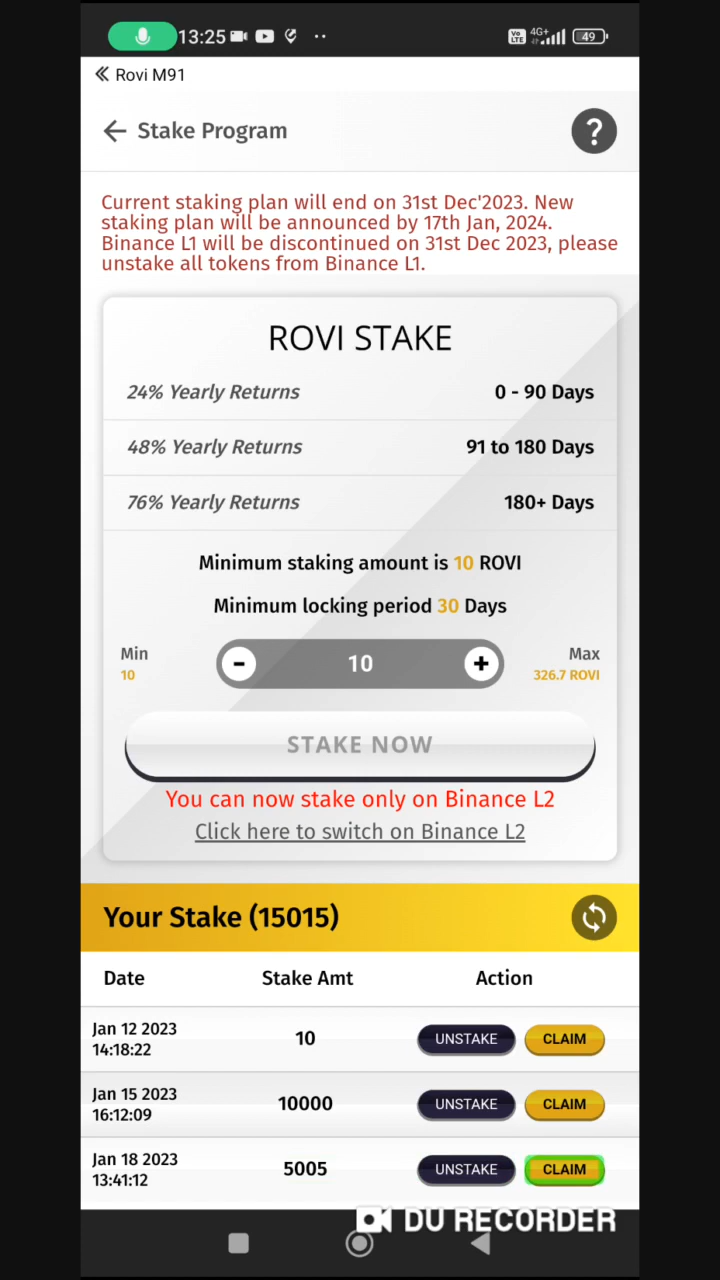 13:25
Vo LTE 4G+ 49
Rovi M91
Stake Program
?
Current staking plan will end on 31st Dec'2023. New
staking plan will be announced by 17th Jan, 2024.
Binance L1 will be discontinued on 31st Dec 2023, please
unstake all tokens from Binance L1.
ROVI STAKE
24% Yearly Returns 0 - 90 Days
48% Yearly Returns 91 to 180 Days
76% Yearly Returns 180+ Days
Minimum staking amount is 10 ROVI
Minimum locking period 30 Days
Min Max
- 10 +
10 326.7 ROVI
STAKE NOW
You can now stake only on Binance L2
Click here to switch on Binance L2
Your Stake (15015)
Date Stake Amt Action
Jan 12 2023
14:18:22 10 UNSTAKE CLAIM
Jan 15 2023
16:12:09 10000 UNSTAKE CLAIM
Jan 18 2023
13:41:12 5005 UNSTAKE CLAIM
DU RECORDER